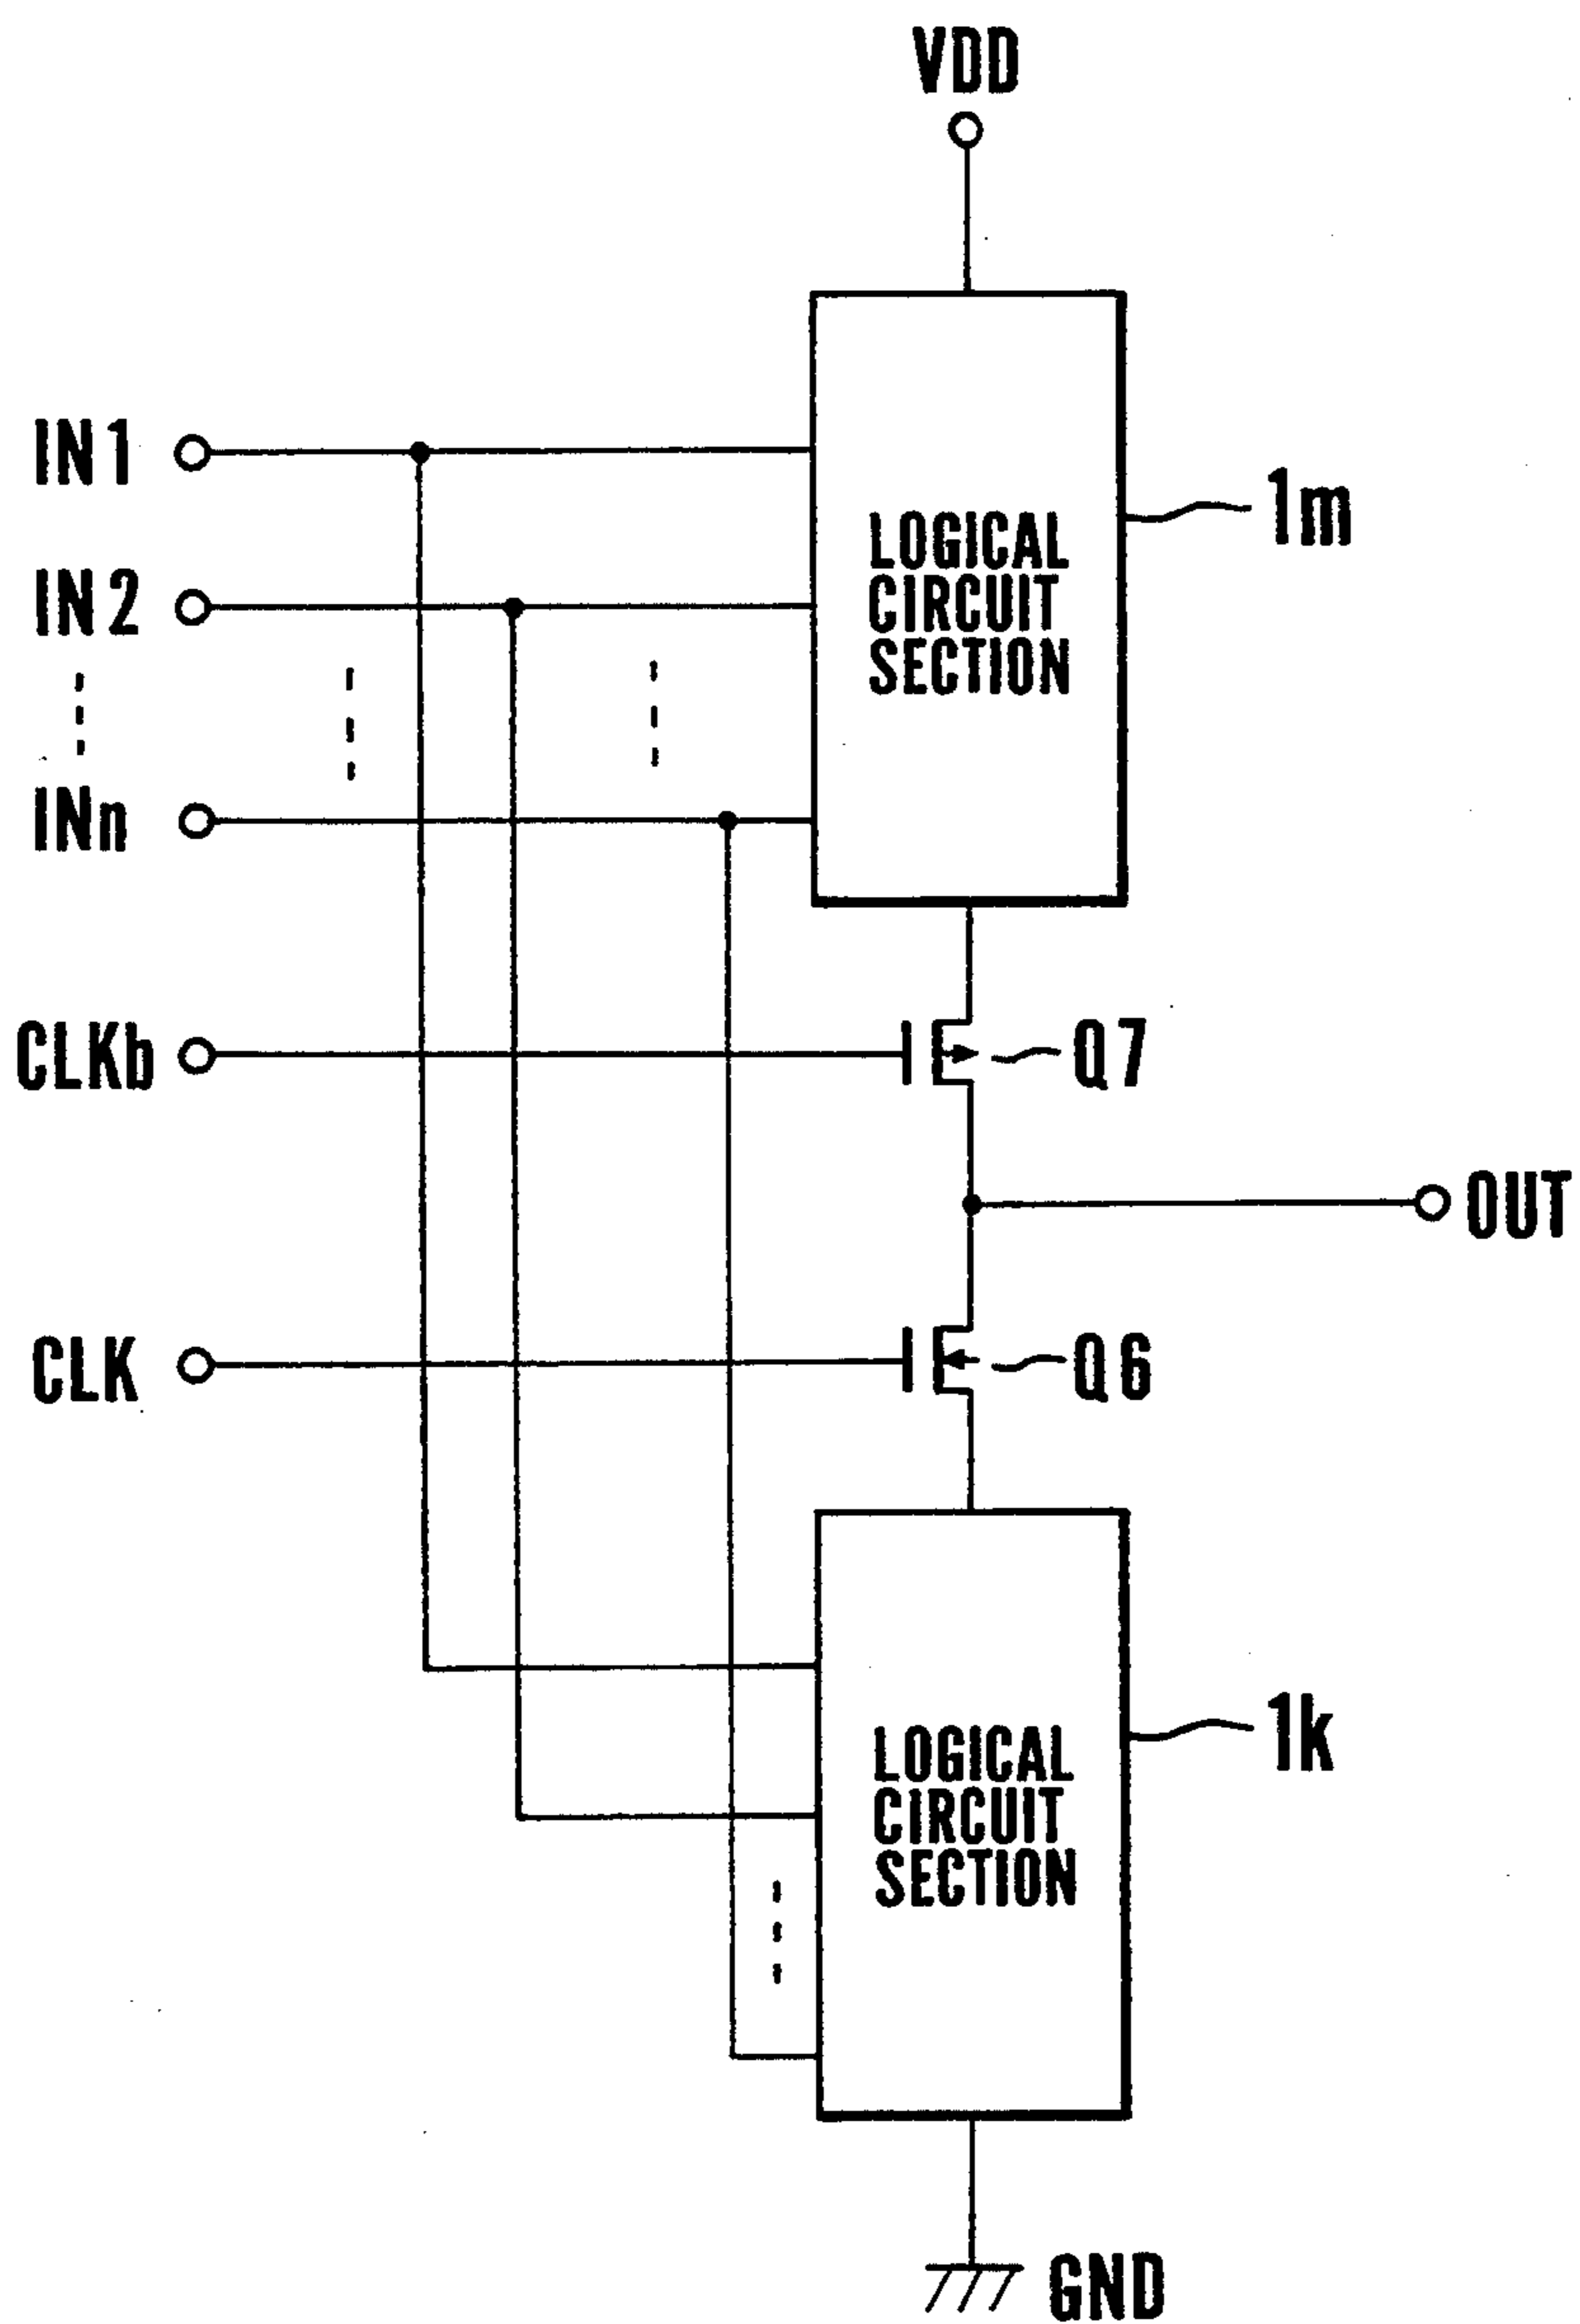 VDD
IN1
IN2
INn
LOGICAL
CIRCUIT
SECTION
1m
CLKb
Q7
OUT
CLK
Q6
LOGICAL
CIRCUIT
SECTION
1k
GND